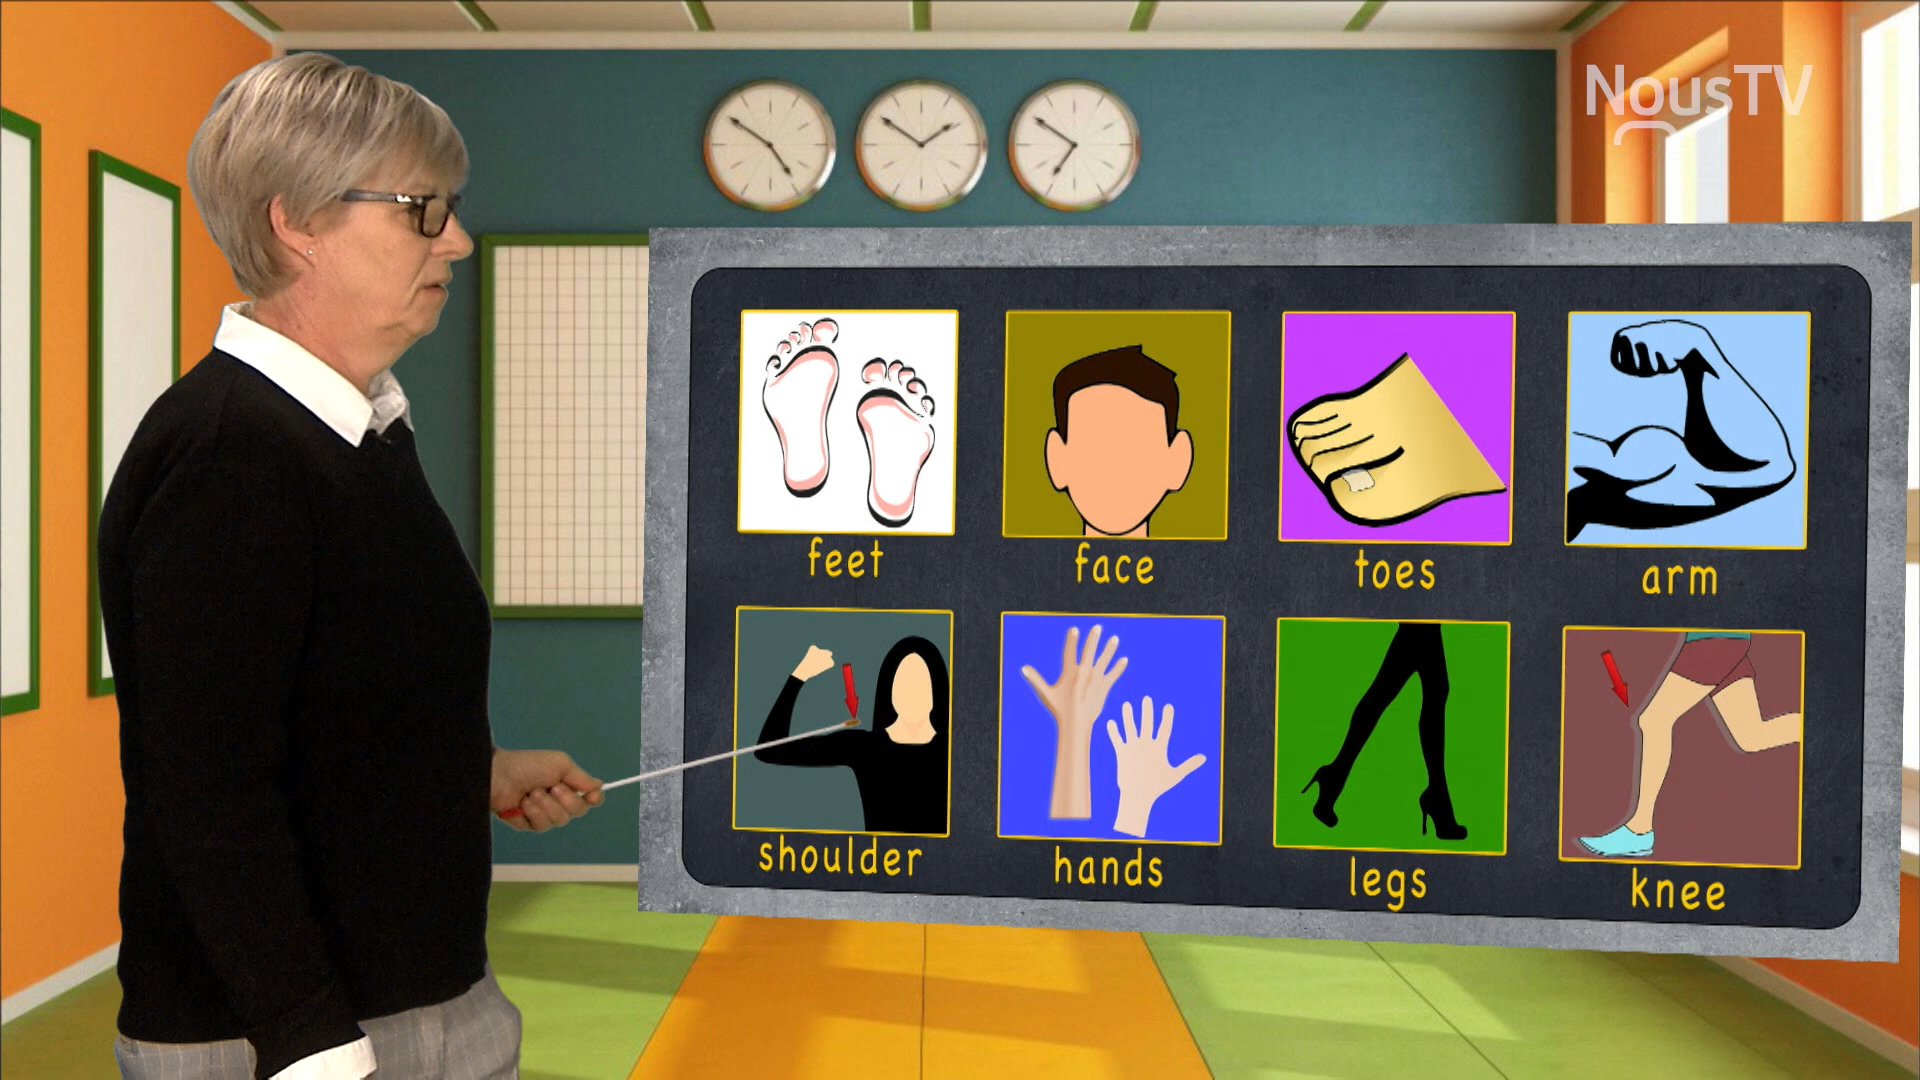 NousTV
feet
face
toes
arm
shoulder
hands
legs
knee